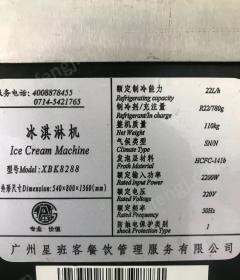 服务电话: 4008878455
0714-5421765
冰淇淋机
Ice Cream Machine
型号Model:XBK8288
外形尺寸Dimension:540×800×1360(mm)
额定制冷能力
Refrigerating capacity
22L/h
制冷剂/充注量
Refrigerant/In charge
R22/780g
整机质量
Net Weight
110kg
气候类型
Climate Type
SN/N
发泡层材料
Foaming Material
HCFC-141b
额定输入功率
Rated Input Power
2200W
额定电压
Rated Voltage
220V
额定频率
Rated Frequency
50Hz
防触电保护类别
shock Protection Type
I
广州星班客餐饮管理服务有限公司